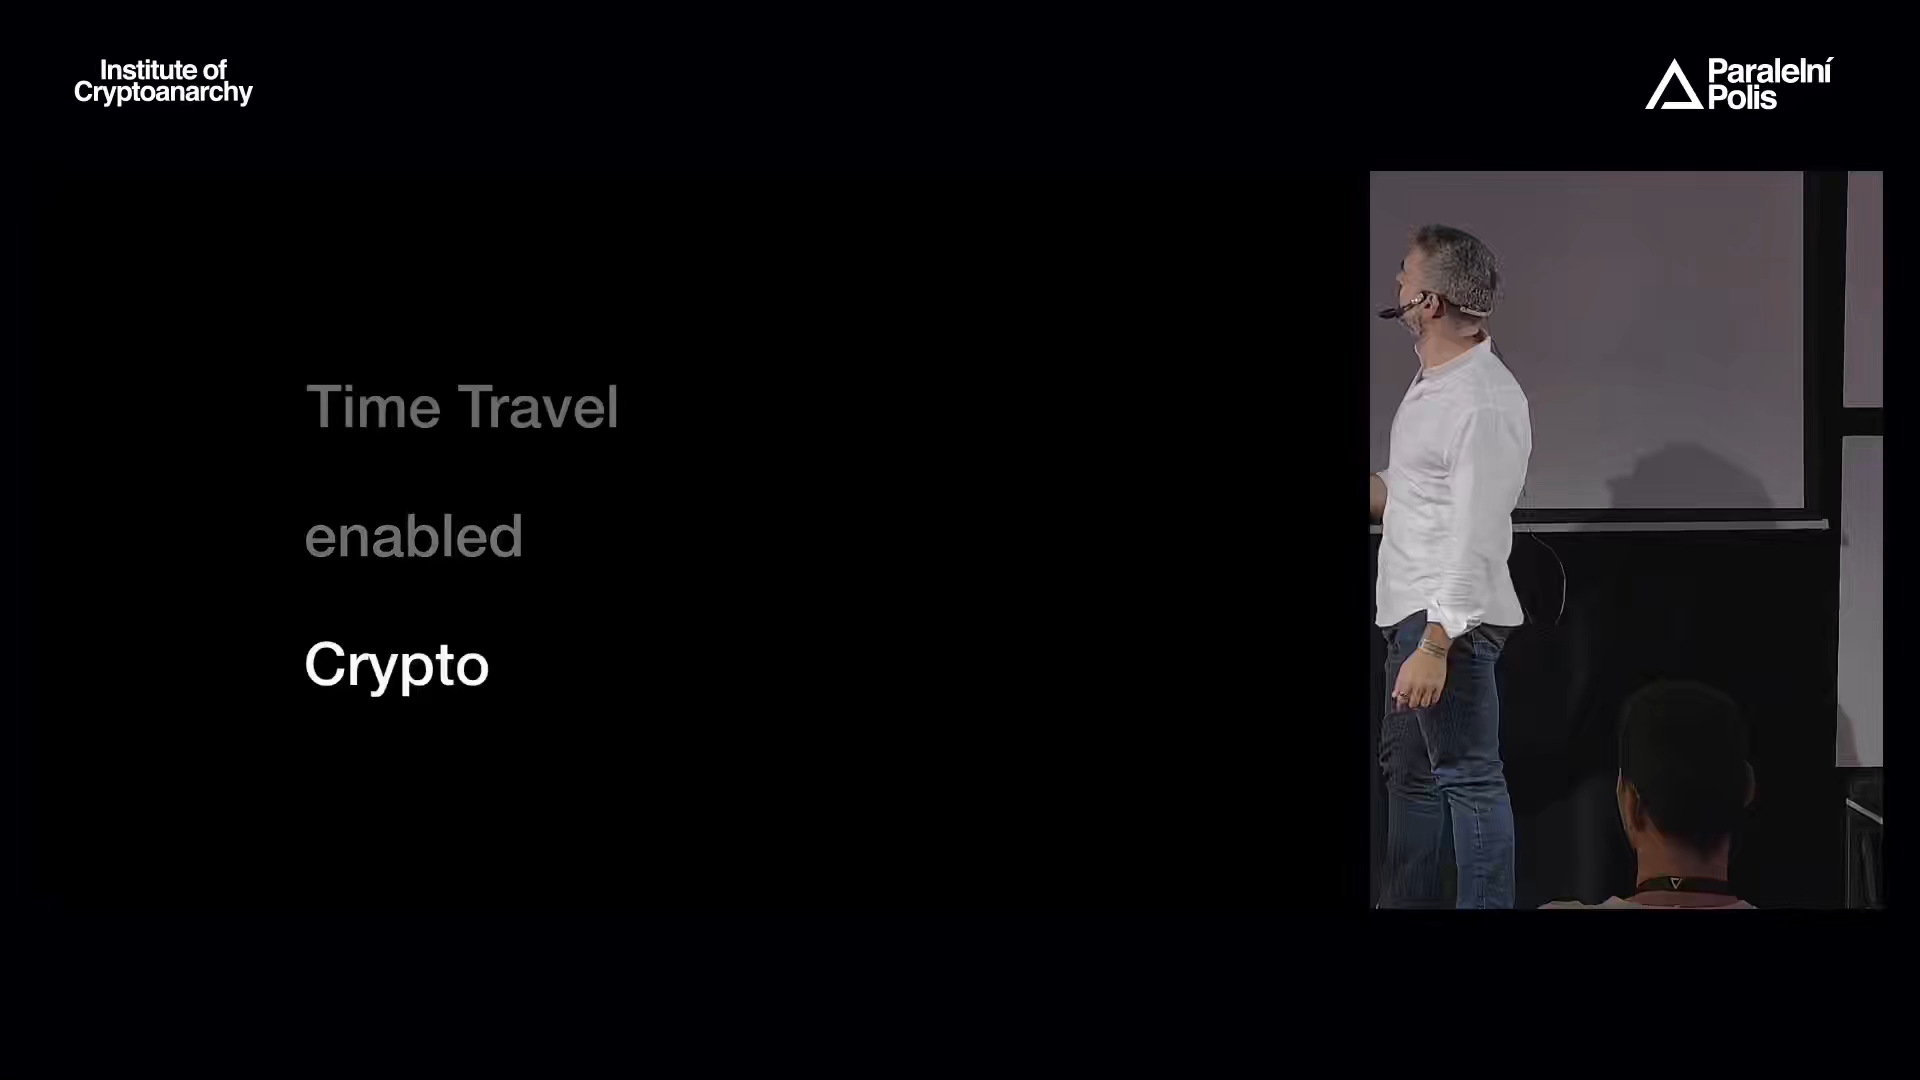 Institute of
Cryptoanarchy
Paralelní
Polis
Time Travel
enabled
Crypto